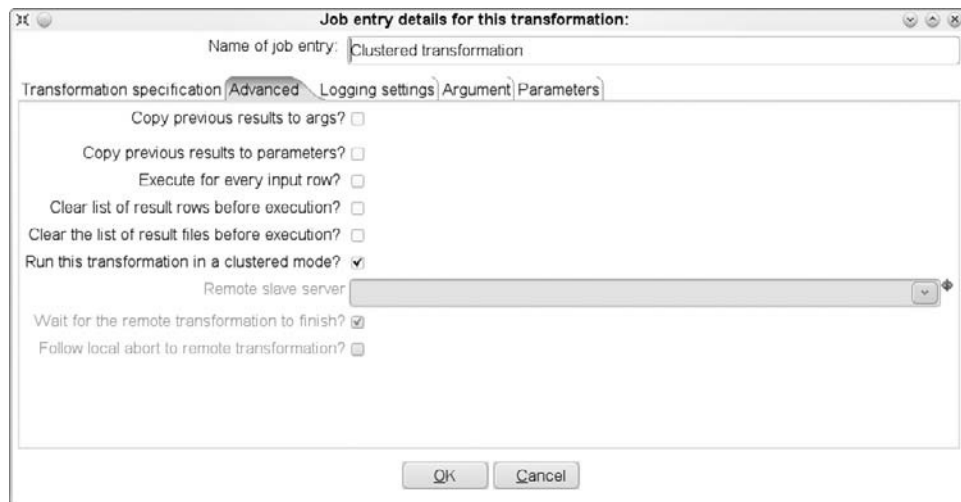 Job entry details for this transformation:
Name of job entry: Clustered transformation
Transformation specification Advanced Logging settings Argument Parameters
Copy previous results to args?
Copy previous results to parameters?
Execute for every input row?
Clear list of result rows before execution?
Clear the list of result files before execution?
Run this transformation in a clustered mode?
Remote slave server
Wait for the remote transformation to finish?
Follow local abort to remote transformation?
OK Cancel